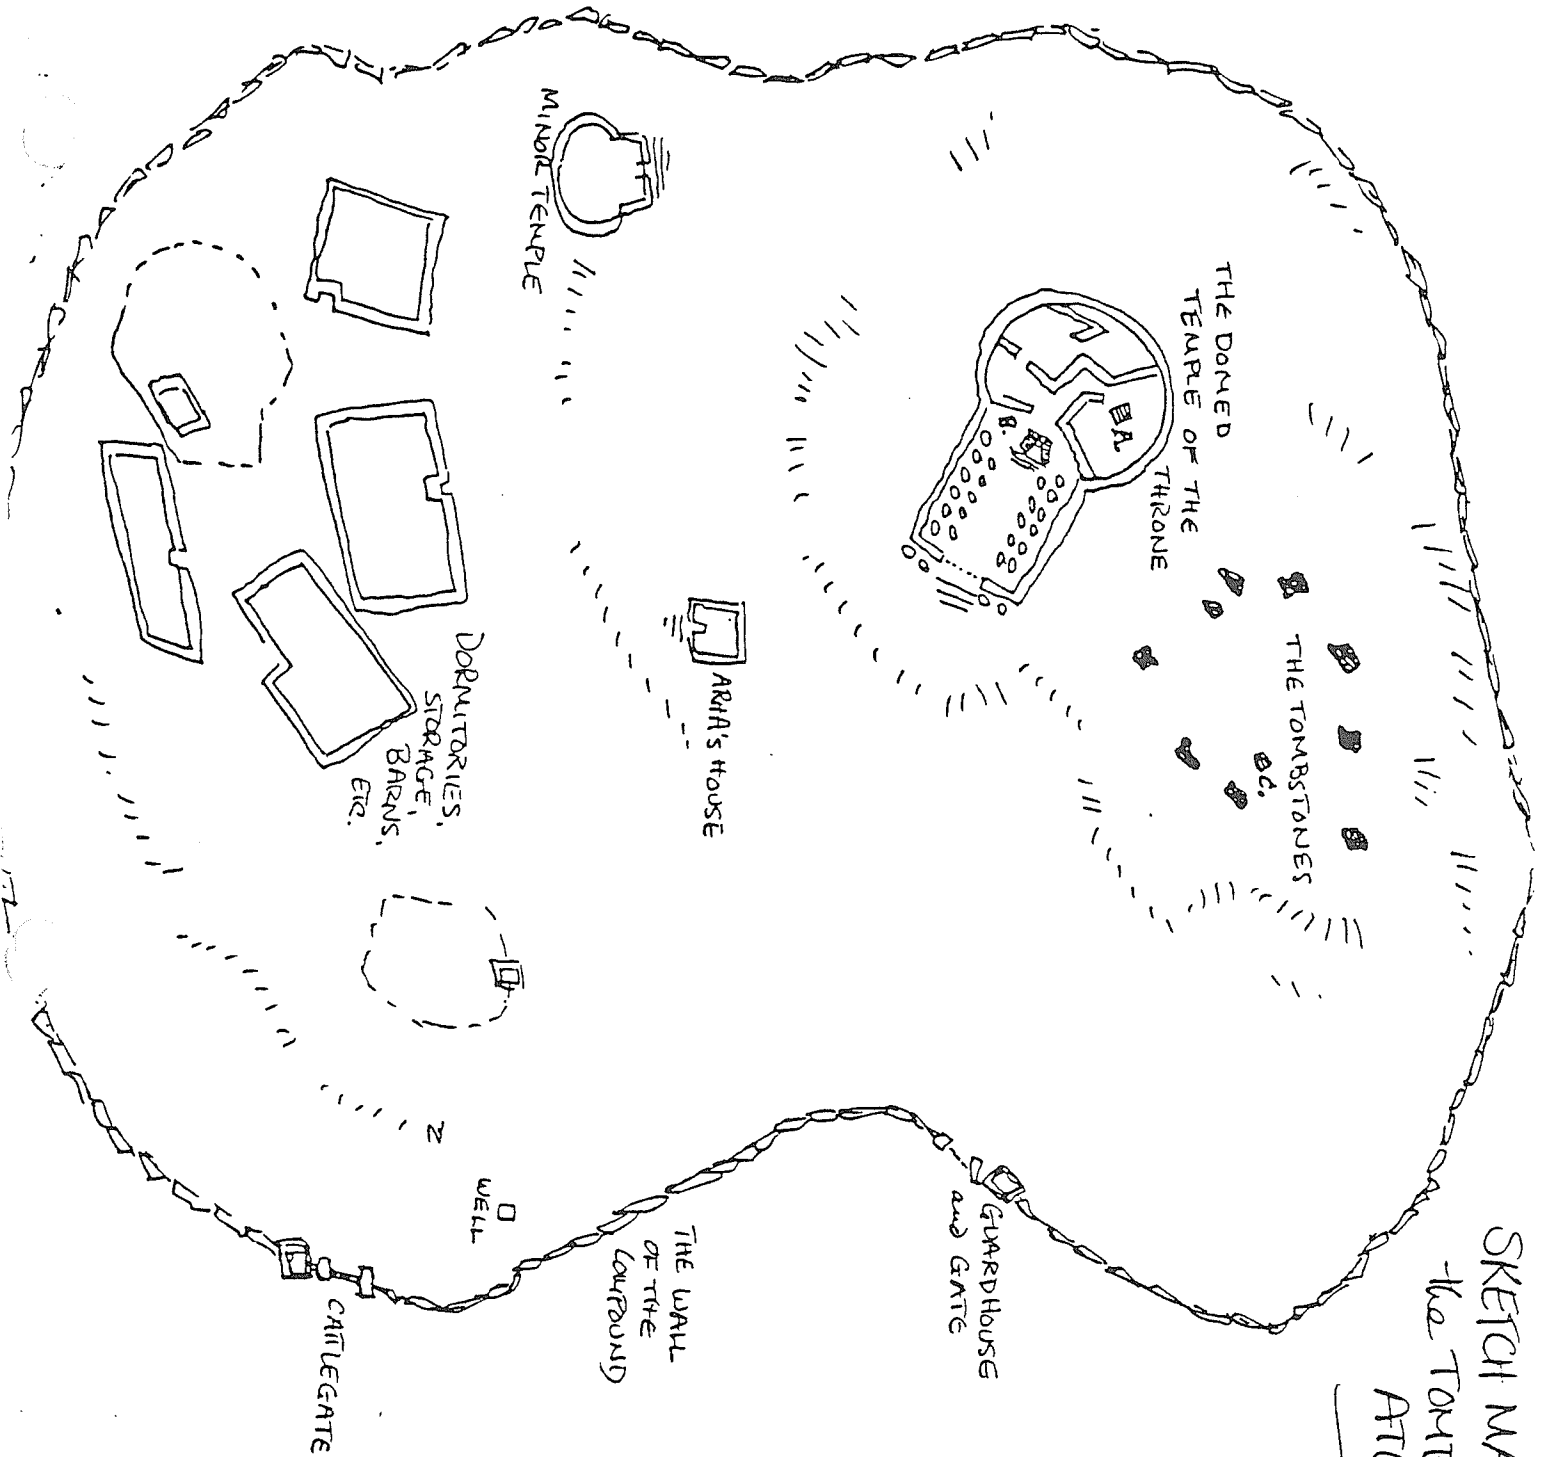 SKETCH MA
the TOMB
AT
THE DOMED
TEMPLE OF THE
THRONE
A.
B.
THE TOMBSTONES
C.
MINOR TEMPLE
ARHA'S HOUSE
DORMITORIES,
STORAGE,
BARNS,
ETC.
GUARDHOUSE
and GATE
THE WALL
OF THE
COMPOUND
WELL
CATTLEGATE